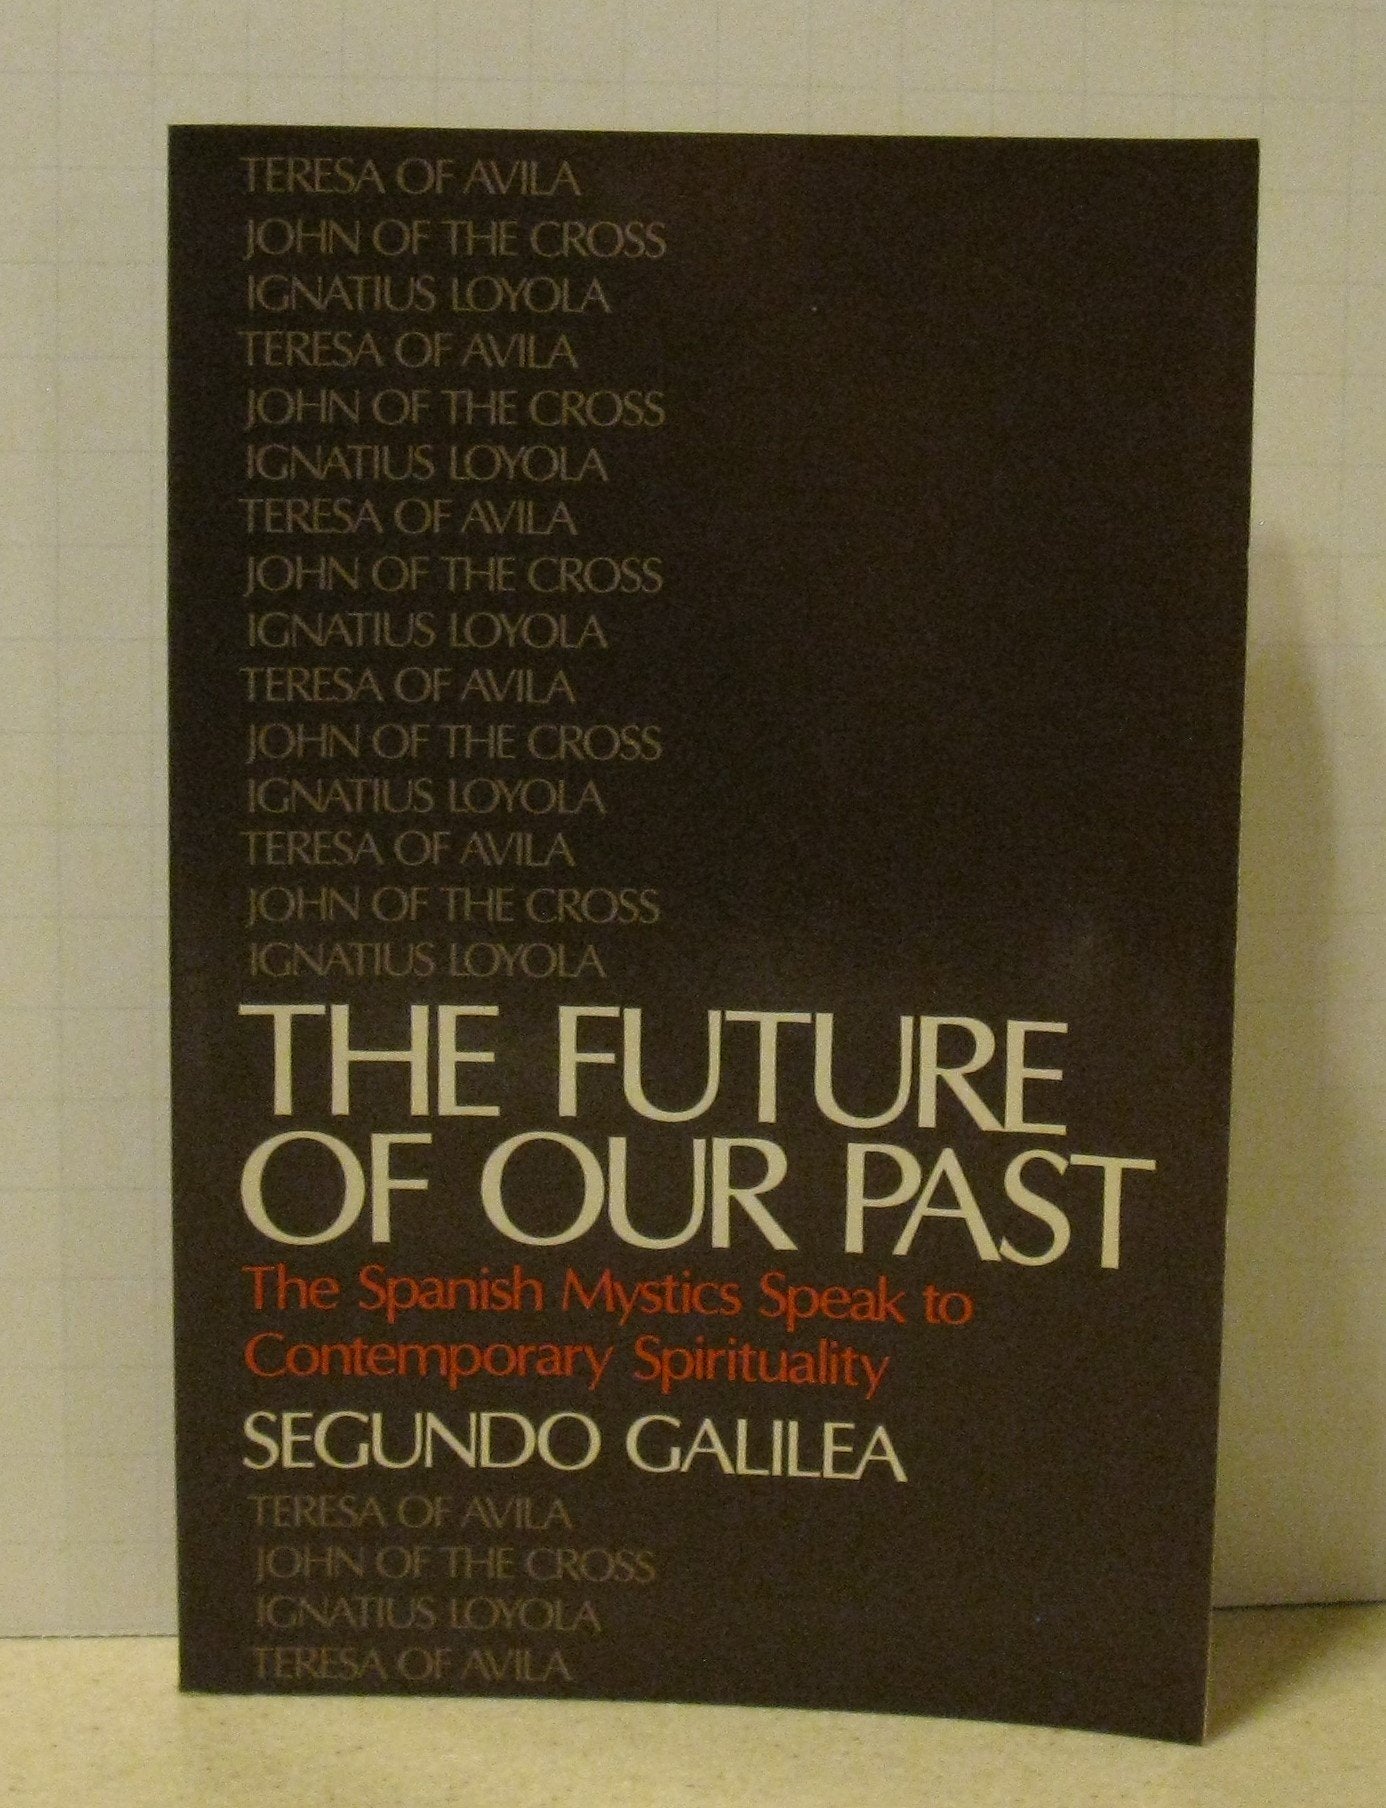 TERESA OF AVILA
JOHN OF THE CROSS
IGNATIUS LOYOLA
TERESA OF AVILA
JOHN OF THE CROSS
IGNATIUS LOYOLA
TERESA OF AVILA
JOHN OF THE CROSS
IGNATIUS LOYOLA
TERESA OF AVILA
JOHN OF THE CROSS
IGNATIUS LOYOLA
TERESA OF AVILA
JOHN OF THE CROSS
IGNATIUS LOYOLA
THE FUTURE
OF OUR PAST
The Spanish Mystics Speak to
Contemporary Spirituality
SEGUNDO GALILEA
TERESA OF AVILA
JOHN OF THE CROSS
IGNATIUS LOYOLA
TERESA OF AVILA